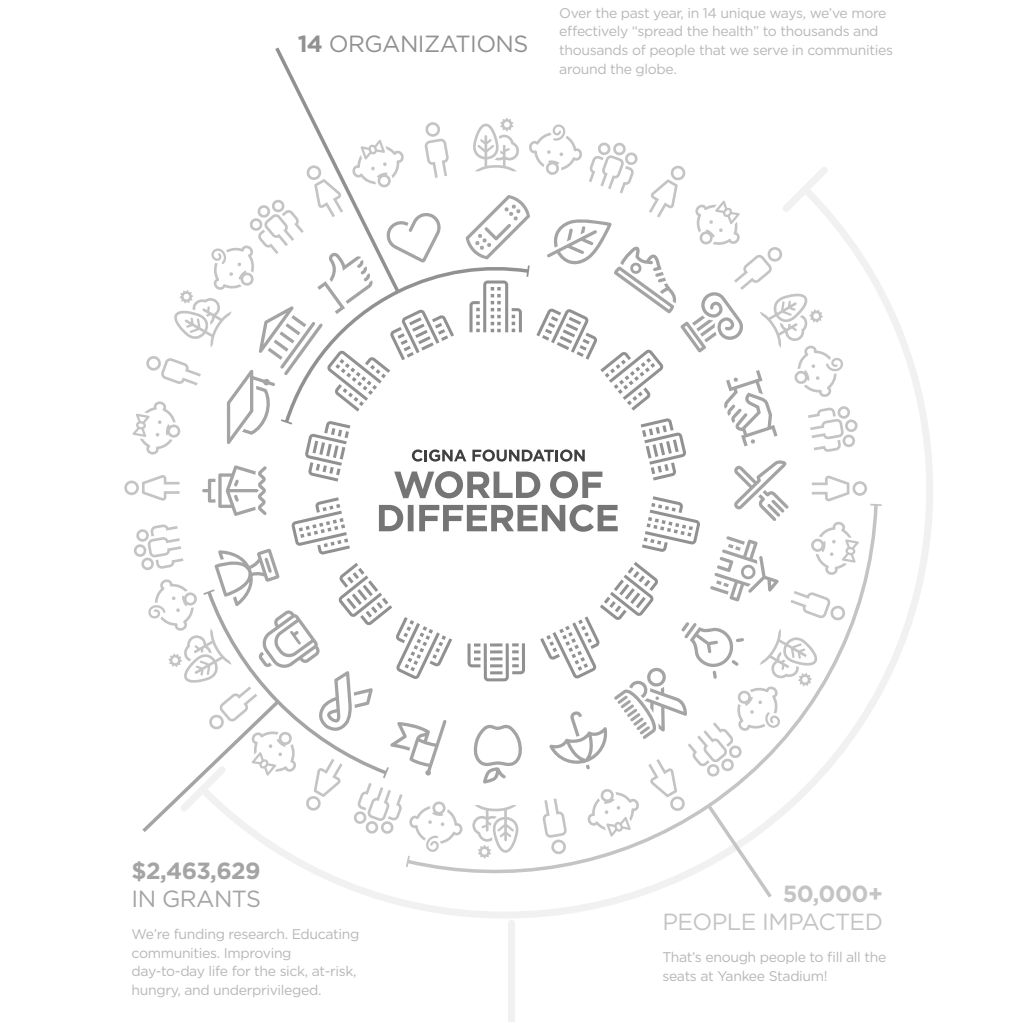 14 ORGANIZATIONS
Over the past year, in 14 unique ways, we’ve more
effectively “spread the health” to thousands and
thousands of people that we serve in communities
around the globe.
CIGNA FOUNDATION
WORLD OF
DIFFERENCE
$2,463,629
IN GRANTS
We’re funding research. Educating
communities. Improving
day-to-day life for the sick, at-risk,
hungry, and underprivileged.
50,000+
PEOPLE IMPACTED
That’s enough people to fill all the
seats at Yankee Stadium!